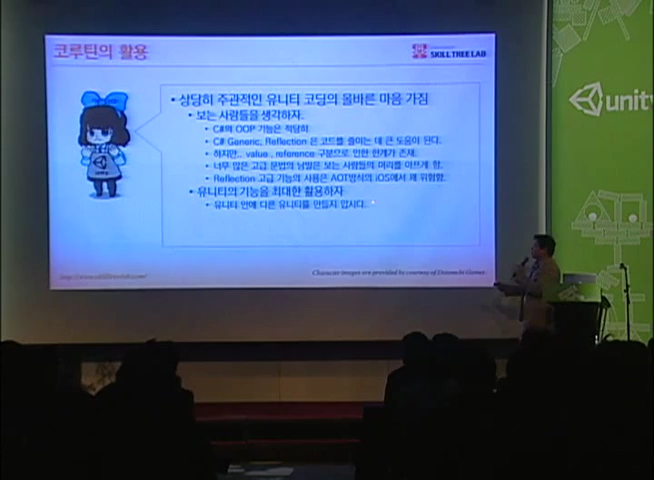 코루틴의 활용
SKILL TREE LAB
• 상당히 주관적인 유니티 코딩의 올바른 마음 가짐
• 보는 사람들을 생각하자.
• C#의 OOP 기능은 적당히
• C# Generic, Reflection 은 코드를 줄이는 데 큰 도움이 된다.
• 하지만.. value , reference 구분으로 인한 한계가 존재.
• 너무 많은 고급 문법의 남발은 보는 사람들의 머리를 아프게 함.
• Reflection 고급 기능의 사용은 AOT방식의 iOS에서 꽤 위험함.
• 유니티의 기능을 최대한 활용하자
• 유니티 안에 다른 유니티를 만들지 맙시다.
Character images are provided by courtesy of Games.
unity